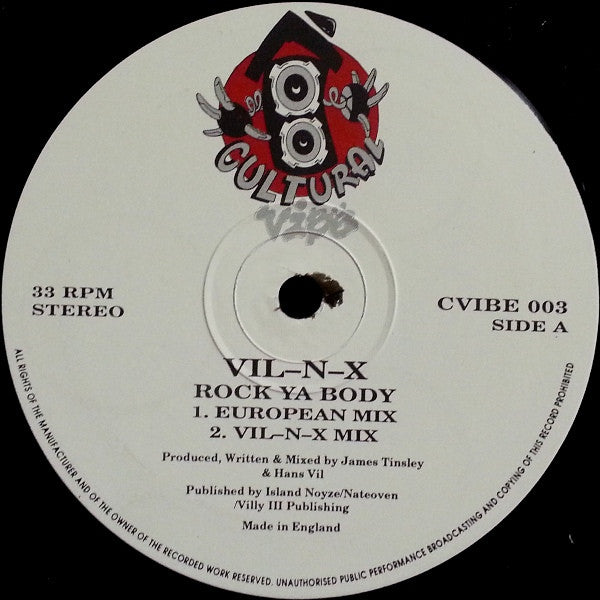 CULTURAL
Vibe
33 RPM
STEREO
CVIBE 003
SIDE A
VIL–N–X
ROCK YA BODY
1. EUROPEAN MIX
2. VIL–N–X MIX
Produced, Written & Mixed by James Tinsley
& Hans Vil
Published by Island Noyze/Nateoven
/Villy III Publishing
Made in England
ALL RIGHTS OF THE MANUFACTURER AND OF THE OWNER OF THE RECORDED WORK RESERVED. UNAUTHORISED PUBLIC PERFORMANCE BROADCASTING AND COPYING OF THIS RECORD PROHIBITED